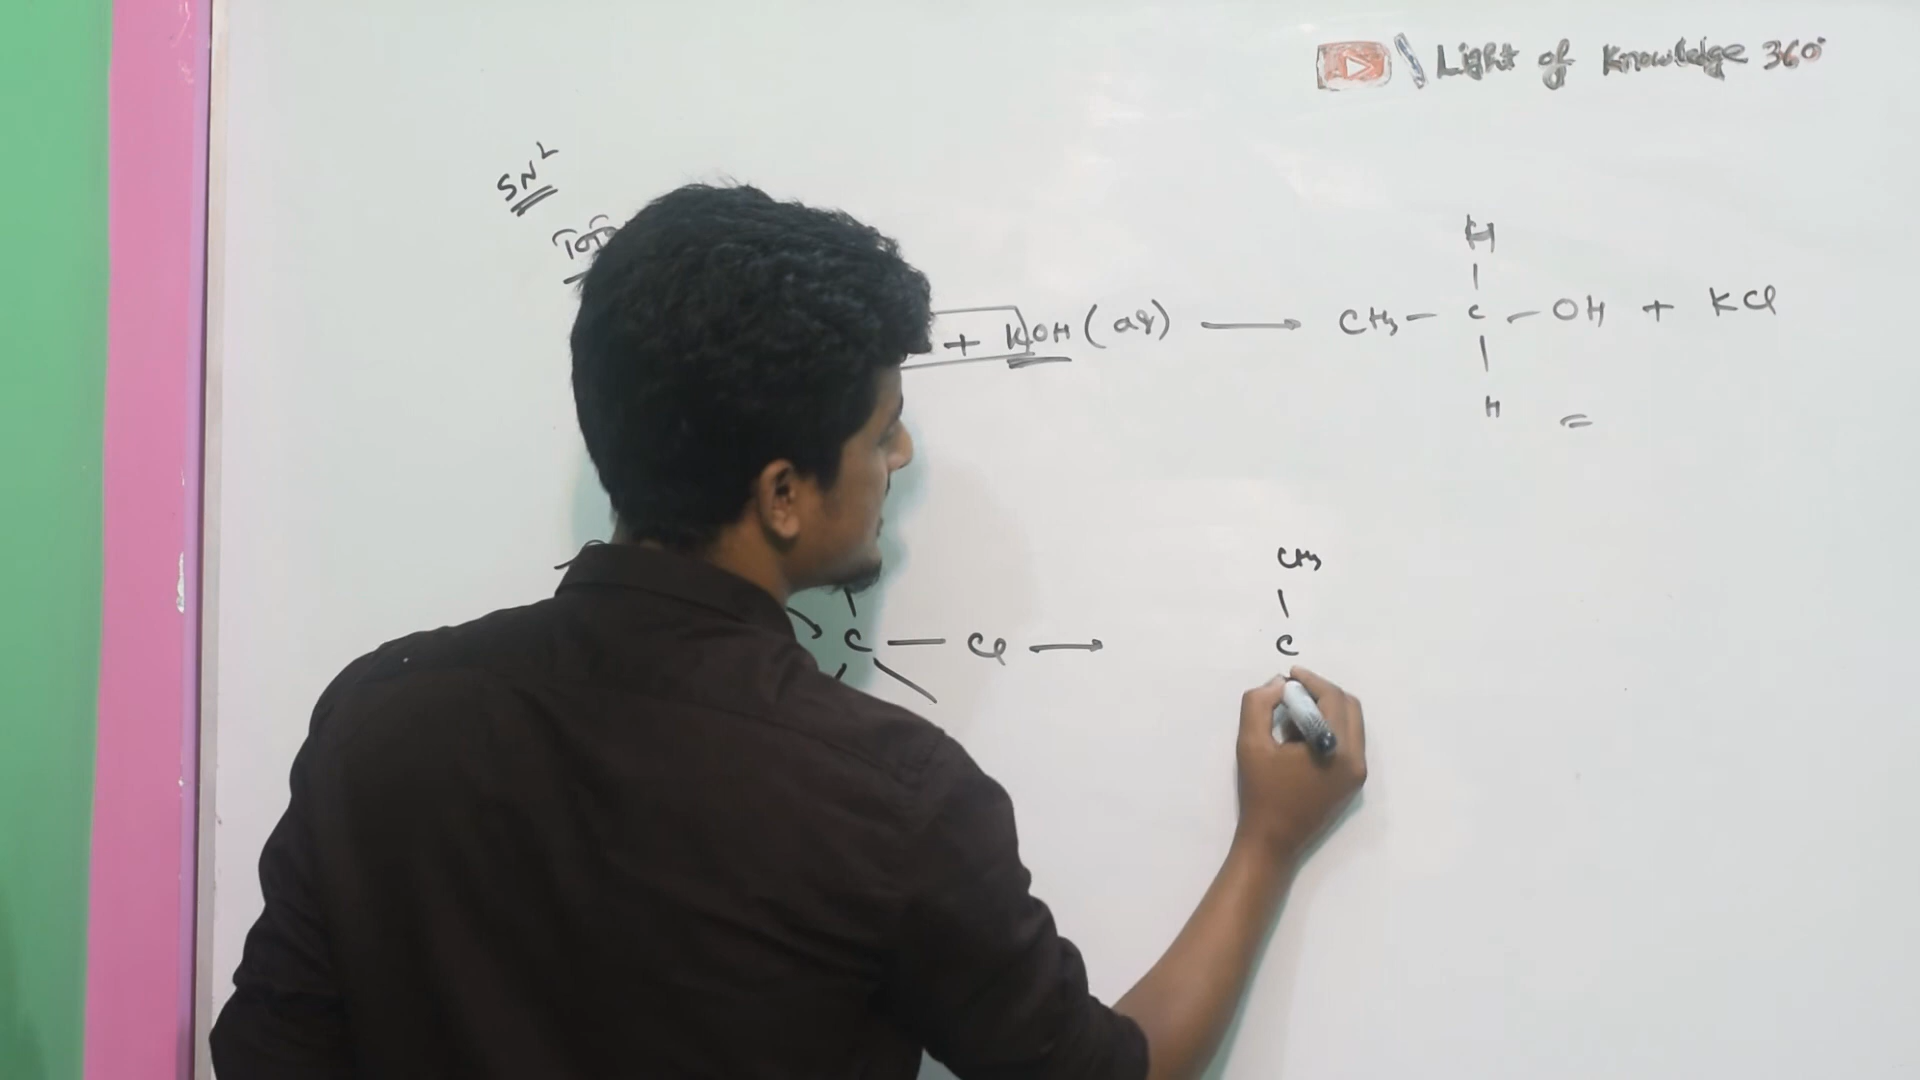 Light of Knowledge 360°
SN²
H
|
+ KOH (aq) ⟶ CH₃ — C — OH + KCl
|
H
=
CH₃
|
C — Cl ⟶ C